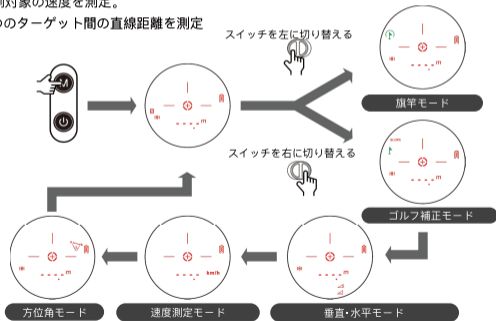 対象の速度を測定。
つのターゲット間の直線距離を測定
スイッチを左に切り替える
M
m
旗竿モード
スイッチを右に切り替える
SLOPE
m
ゴルフ補正モード
m
km/h
m
方位角モード
速度測定モード
垂直・水平モード